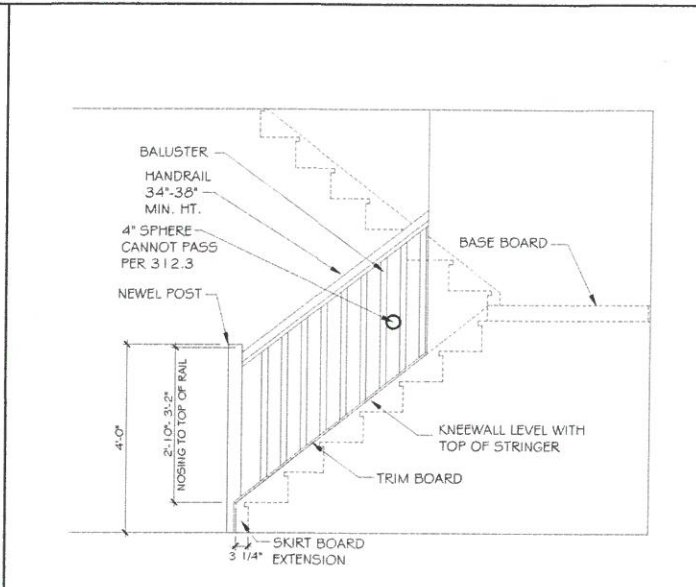 BALUSTER
HANDRAIL
34"-38"
MIN. HT.
4" SPHERE
CANNOT PASS
PER 312.3
NEWEL POST
BASE BOARD
4'-0"
2'-10"-3'-2"
NOSING TO TOP OF RAIL
KNEEWALL LEVEL WITH
TOP OF STRINGER
TRIM BOARD
SKIRT BOARD
EXTENSION
3 1/4"